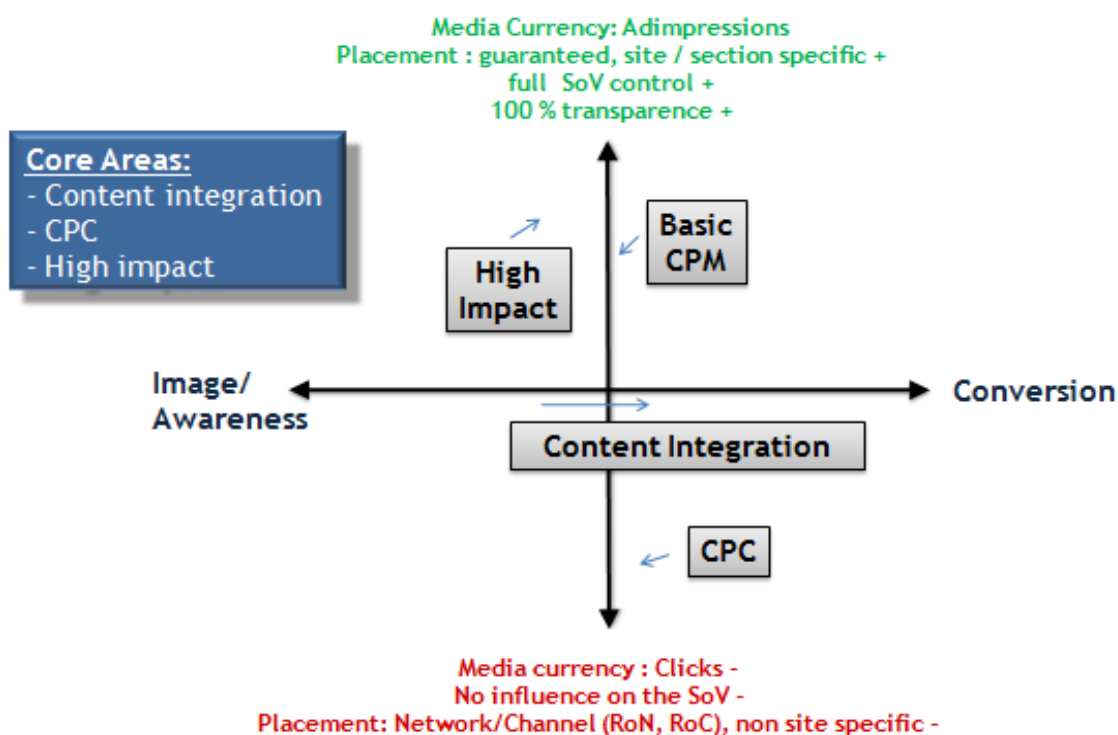 Media Currency: Adimpressions
Placement : guaranteed, site / section specific +
full SoV control +
100 % transparence +
Core Areas:
- Content integration
- CPC
- High impact
Basic
CPM
High
Impact
Image/
Awareness
Conversion
Content Integration
CPC
Media currency : Clicks -
No influence on the SoV -
Placement: Network/Channel (RoN, RoC), non site specific -